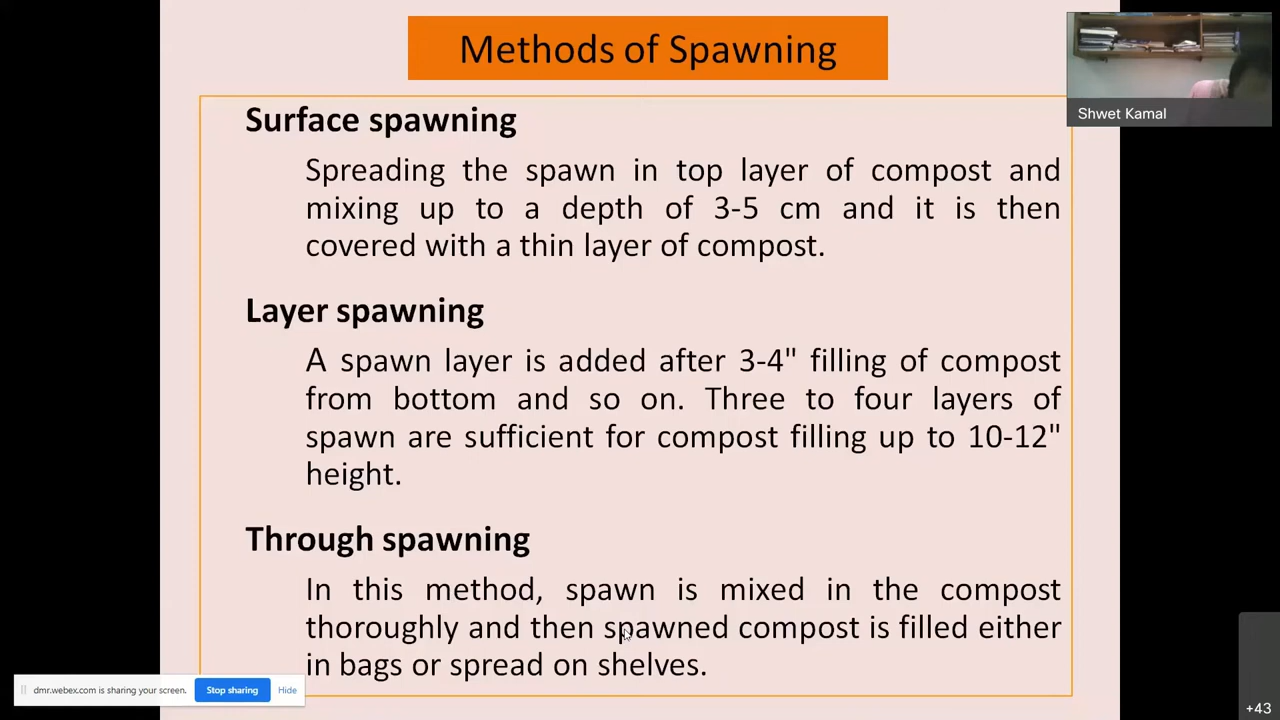 Methods of Spawning
Shwet Kamal
Surface spawning
Spreading the spawn in top layer of compost and
mixing up to a depth of 3-5 cm and it is then
covered with a thin layer of compost.
Layer spawning
A spawn layer is added after 3-4" filling of compost
from bottom and so on. Three to four layers of
spawn are sufficient for compost filling up to 10-12"
height.
Through spawning
In this method, spawn is mixed in the compost
thoroughly and then spawned compost is filled either
in bags or spread on shelves.
dmr.webex.com is sharing your screen. Stop sharing Hide
+43